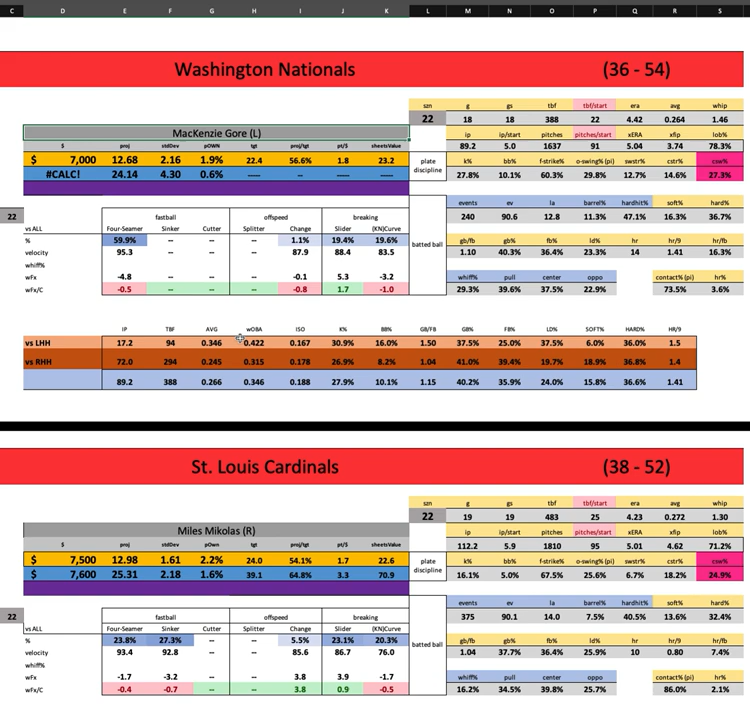 C D E F G H I J K L M N O P Q R S
Washington Nationals (36 - 54)
szn g gs tbf tbf/start era avg whip
22 18 18 388 22 4.42 0.264 1.46
MacKenzie Gore (L) ip ip/start pitches pitches/start xERA xfip lob%
$ proj stdDev pOWN tgt proj/tgt pt/$ sheetsValue 89.2 5.0 1637 91 5.04 3.74 78.3%
$ 7,000 12.68 2.16 1.9% 22.4 56.6% 1.8 23.2 plate discipline k% bb% f-strike% o-swing% (pi) swstr% cstr% csw%
#CALC! 24.14 4.30 0.6% ---- ---- -- ---- 27.8% 10.1% 60.3% 29.8% 12.7% 14.6% 27.3%
events ev la barrel% hardhit% soft% hard%
22 fastball offspeed breaking 240 90.6 12.8 11.3% 47.1% 16.3% 36.7%
vs ALL Four-Seamer Sinker Cutter Splitter Change Slider (KN)Curve
% 59.9% -- -- -- 1.1% 19.4% 19.6% batted ball gb/fb gb% fb% ld% hr hr/9 hr/fb
velocity 95.3 -- -- -- 87.9 88.4 83.5 1.10 40.3% 36.4% 23.3% 14 1.41 16.3%
whiff%
wFx -4.8 -0.1 5.3 -3.2 whiff% pull center oppo contact% (pi) hr%
wFx/C -0.5 -- -- -- -0.8 1.7 -1.0 29.3% 39.6% 37.5% 22.9% 73.5% 3.6%
IP TBF AVG wOBA ISO K% BB% GB/FB GB% FB% LD% SOFT% HARD% HR/9
vs LHH 17.2 94 0.346 0.422 0.167 30.9% 16.0% 1.50 37.5% 25.0% 37.5% 6.0% 36.0% 1.5
vs RHH 72.0 294 0.245 0.315 0.178 26.9% 8.2% 1.04 41.0% 39.4% 19.7% 18.9% 36.8% 1.4
89.2 388 0.266 0.346 0.188 27.9% 10.1% 1.15 40.2% 35.9% 24.0% 15.8% 36.6% 1.41
St. Louis Cardinals (38 - 52)
szn g gs tbf tbf/start era avg whip
22 19 19 483 25 4.23 0.272 1.30
Miles Mikolas (R) ip ip/start pitches pitches/start xERA xfip lob%
$ proj stdDev pOwn tgt proj/tgt pt/$ sheetsValue 112.2 5.9 1810 95 5.01 4.62 71.2%
$ 7,500 12.98 1.61 2.2% 24.0 54.1% 1.7 22.6 plate discipline k% bb% f-strike% o-swing% (pi) swstr% cstr% csw%
$ 7,600 25.31 2.18 1.6% 39.1 64.8% 3.3 70.9 16.1% 5.0% 67.5% 25.6% 6.7% 18.2% 24.9%
events ev la barrel% hardhit% soft% hard%
22 fastball offspeed breaking 375 90.1 14.0 7.5% 40.5% 13.6% 32.4%
vs ALL Four-Seamer Sinker Cutter Splitter Change Slider (KN)Curve
% 23.8% 27.3% -- -- 5.5% 23.1% 20.3% batted ball gb/fb gb% fb% ld% hr hr/9 hr/fb
velocity 93.4 92.8 -- -- 85.6 86.7 76.0 1.04 37.7% 36.4% 25.9% 10 0.80 7.4%
whiff%
wFx -1.7 -3.2 3.8 3.9 -1.7 whiff% pull center oppo contact% (pi) hr%
wFx/C -0.4 -0.7 -- -- 3.8 0.9 -0.5 16.2% 34.5% 39.8% 25.7% 86.0% 2.1%